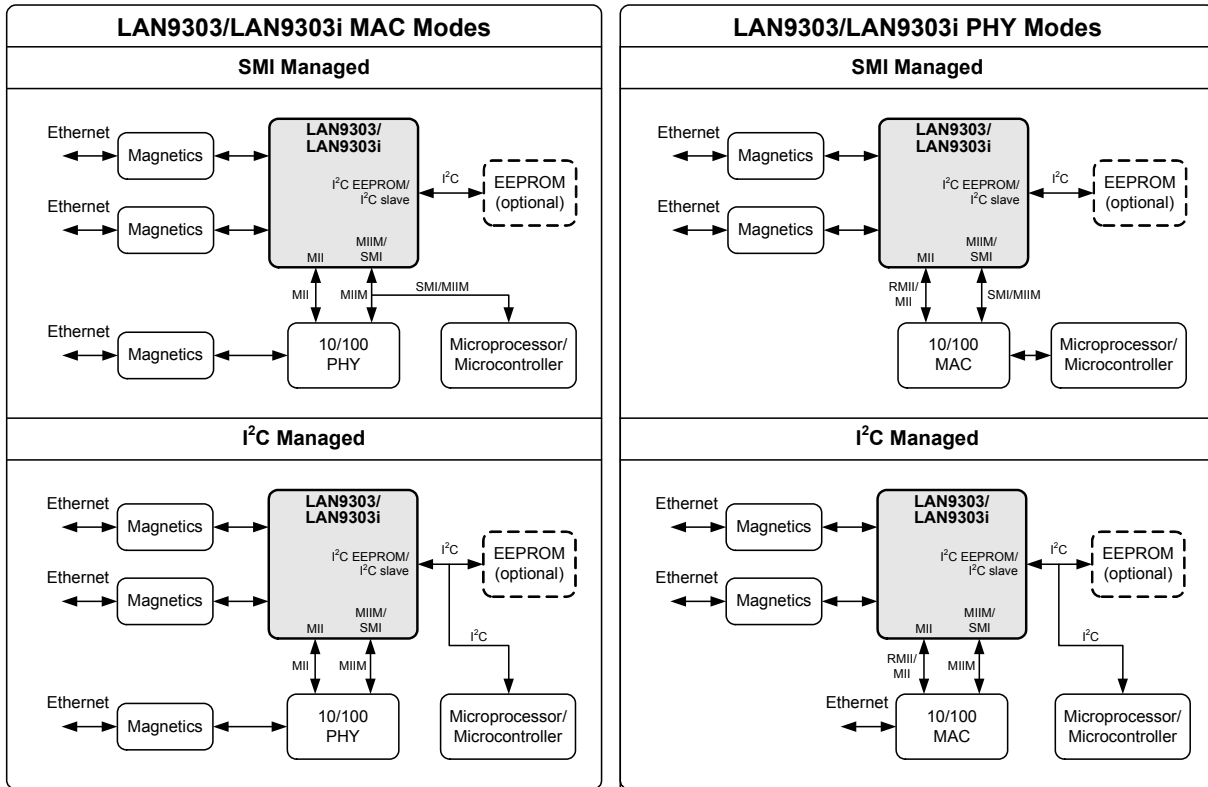 LAN9303/LAN9303i MAC Modes
SMI Managed
Ethernet
Magnetics
Ethernet
Magnetics
LAN9303/
LAN9303i
I²C EEPROM/
I²C slave
MIIM/
SMI
MII
I²C
EEPROM
(optional)
MII
MIIM
SMI/MIIM
Ethernet
Magnetics
10/100
PHY
Microprocessor/
Microcontroller
I²C Managed
Ethernet
Magnetics
Ethernet
Magnetics
LAN9303/
LAN9303i
I²C EEPROM/
I²C slave
MIIM/
SMI
MII
I²C
EEPROM
(optional)
I²C
MII
MIIM
Ethernet
Magnetics
10/100
PHY
Microprocessor/
Microcontroller
LAN9303/LAN9303i PHY Modes
SMI Managed
Ethernet
Magnetics
Ethernet
Magnetics
LAN9303/
LAN9303i
I²C EEPROM/
I²C slave
MIIM/
SMI
MII
I²C
EEPROM
(optional)
RMII/
MII
SMI/MIIM
10/100
MAC
Microprocessor/
Microcontroller
I²C Managed
Ethernet
Magnetics
Ethernet
Magnetics
LAN9303/
LAN9303i
I²C EEPROM/
I²C slave
MIIM/
SMI
MII
I²C
EEPROM
(optional)
I²C
RMII/
MII
MIIM
Ethernet
10/100
MAC
Microprocessor/
Microcontroller